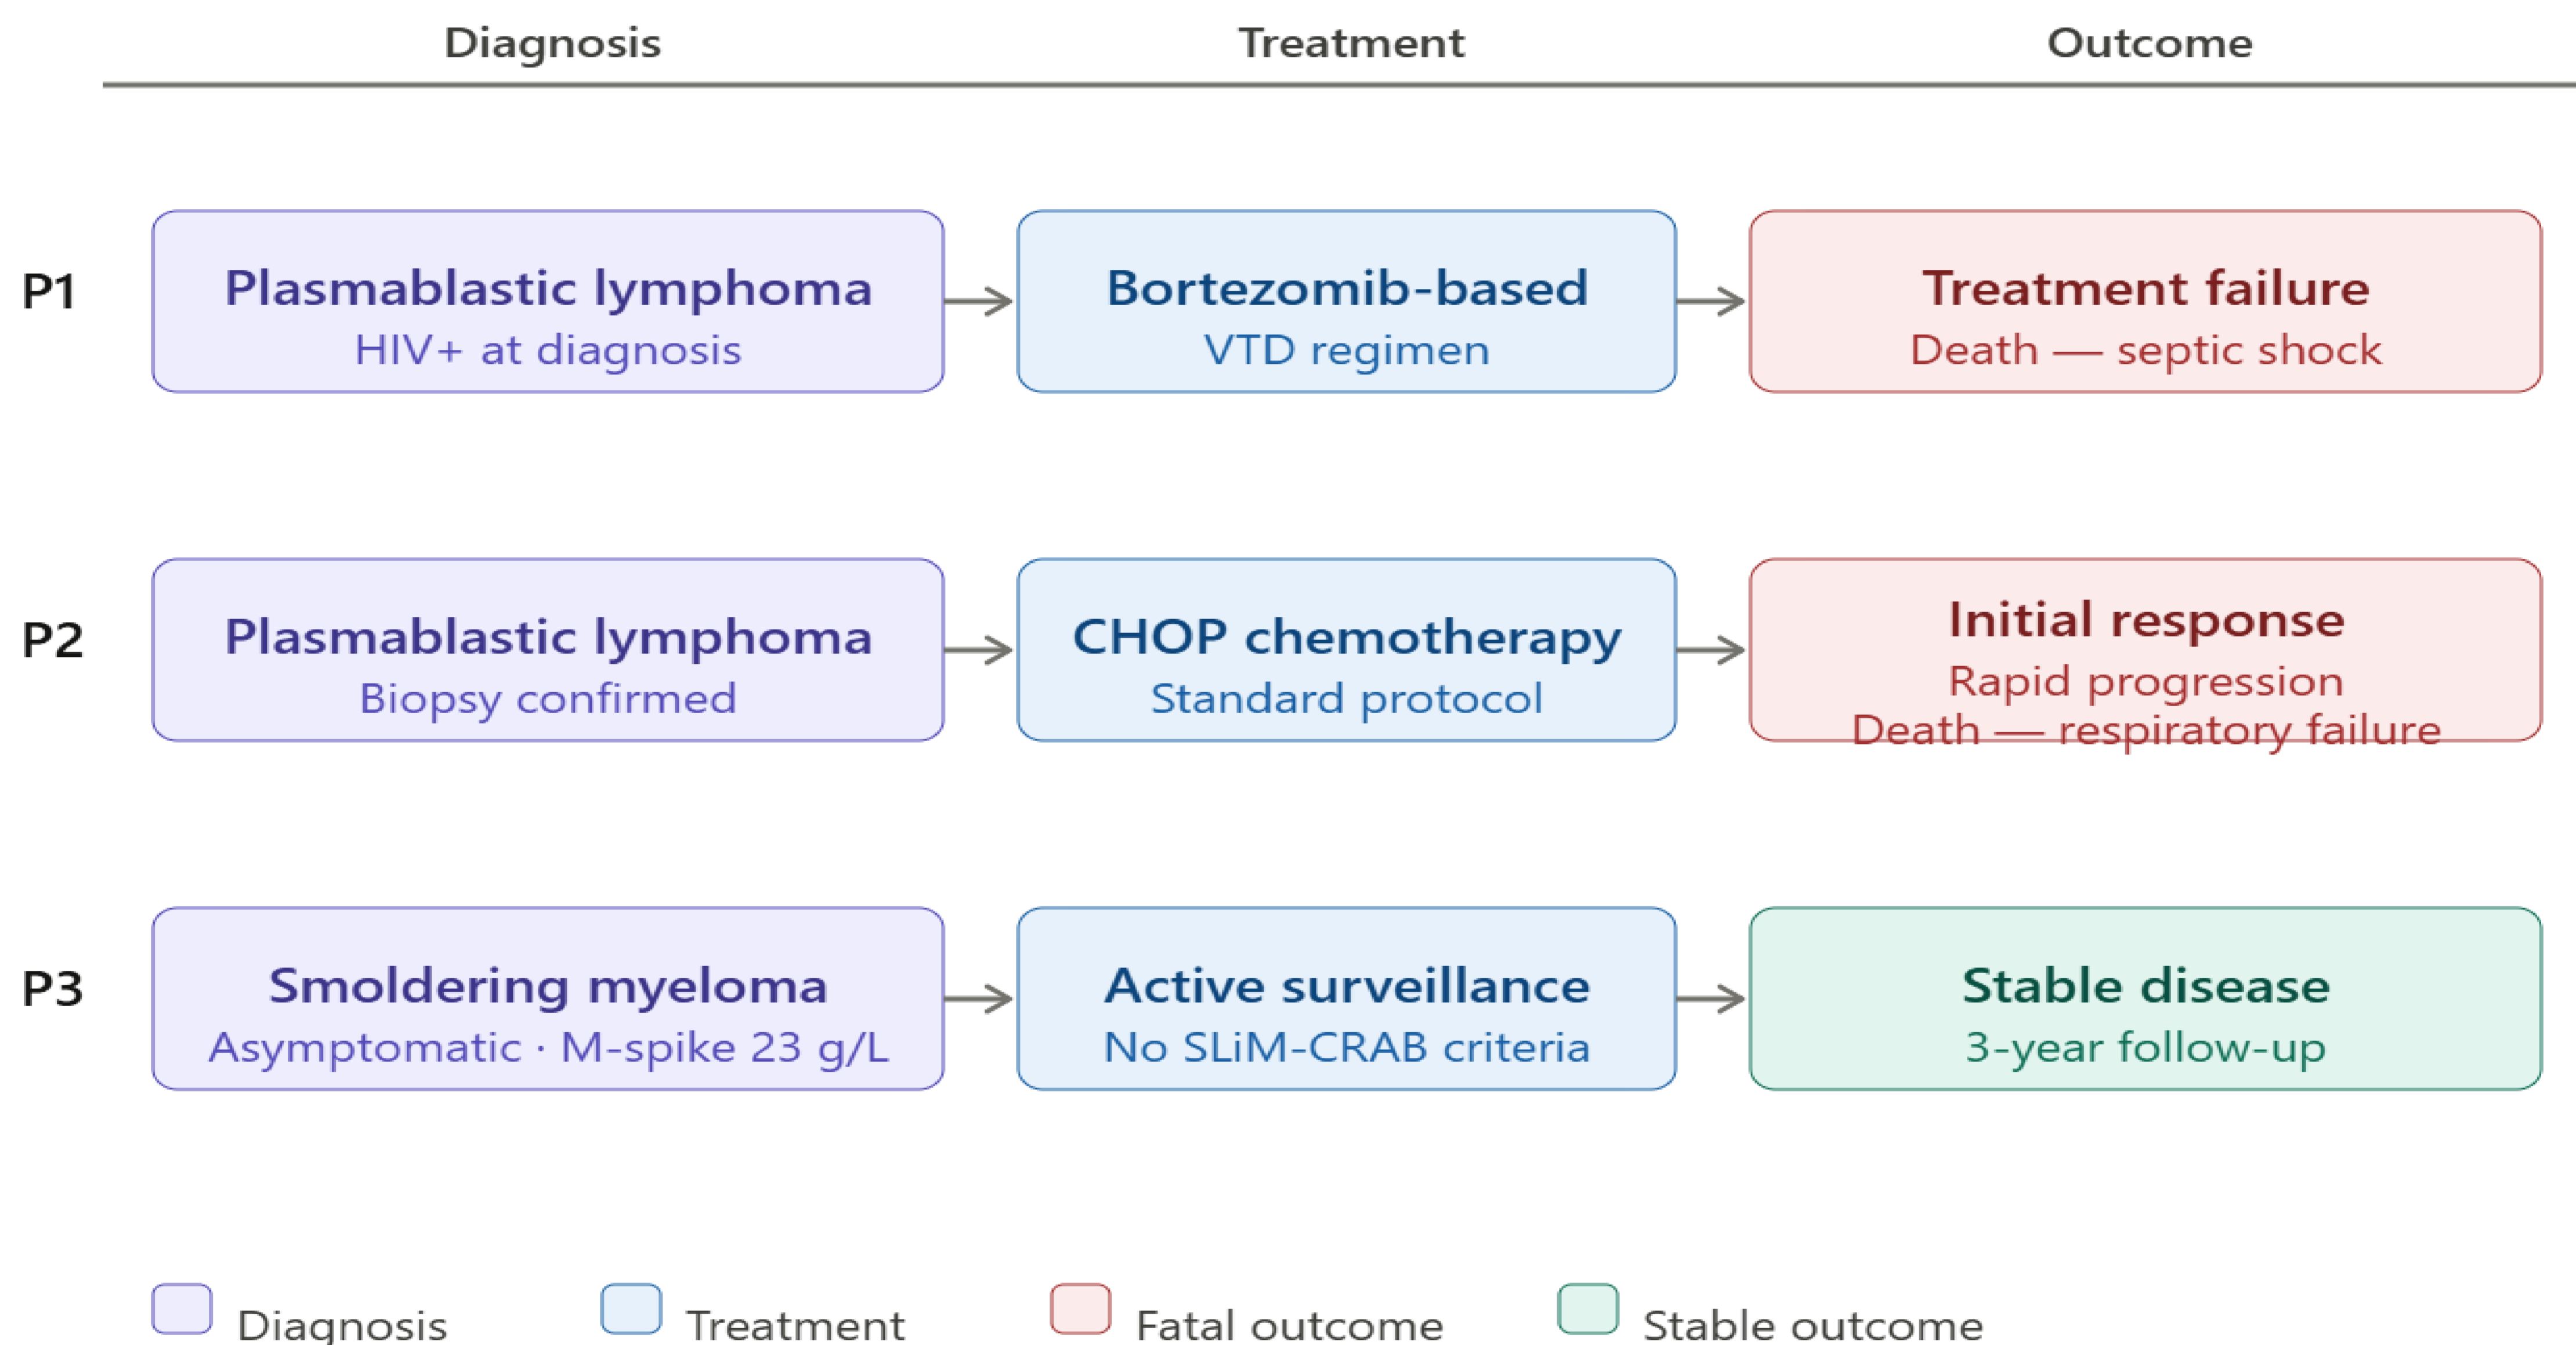 Diagnosis
Treatment
Outcome
P1
Plasmablastic lymphoma
HIV+ at diagnosis
Bortezomib-based
VTD regimen
Treatment failure
Death — septic shock
P2
Plasmablastic lymphoma
Biopsy confirmed
CHOP chemotherapy
Standard protocol
Initial response
Rapid progression
Death — respiratory failure
P3
Smoldering myeloma
Asymptomatic · M-spike 23 g/L
Active surveillance
No SLiM-CRAB criteria
Stable disease
3-year follow-up
Diagnosis
Treatment
Fatal outcome
Stable outcome